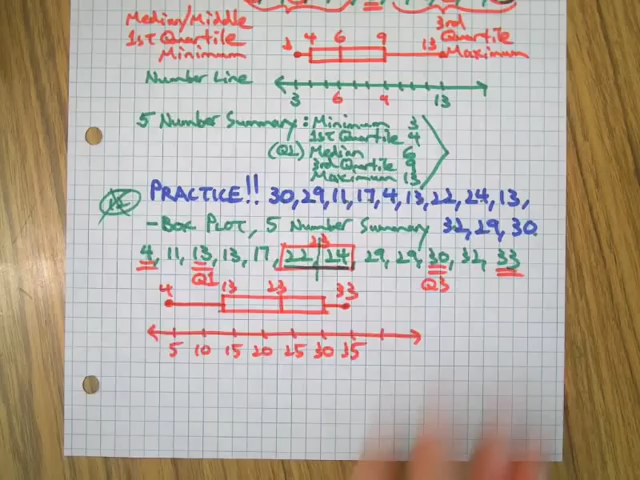 Median/Middle
1st Quartile
Minimum
3rd
Quartile
Maximum
3 4 6 9 13
Number Line
3 6 9 13
5 Number Summary: Minimum 3
1st Quartile 4
(Q1) Median 6
3rd Quartile 9
Maximum 13
PRACTICE!! 30,29,11,17,4,13,22,24,13,
-Box Plot, 5 Number Summary 32,29,30
23
4, 11, 13, 13, 17, 22, 24, 29, 29, 30, 32, 33
Q1 Q3
4 13 23 33
5 10 15 20 25 30 35